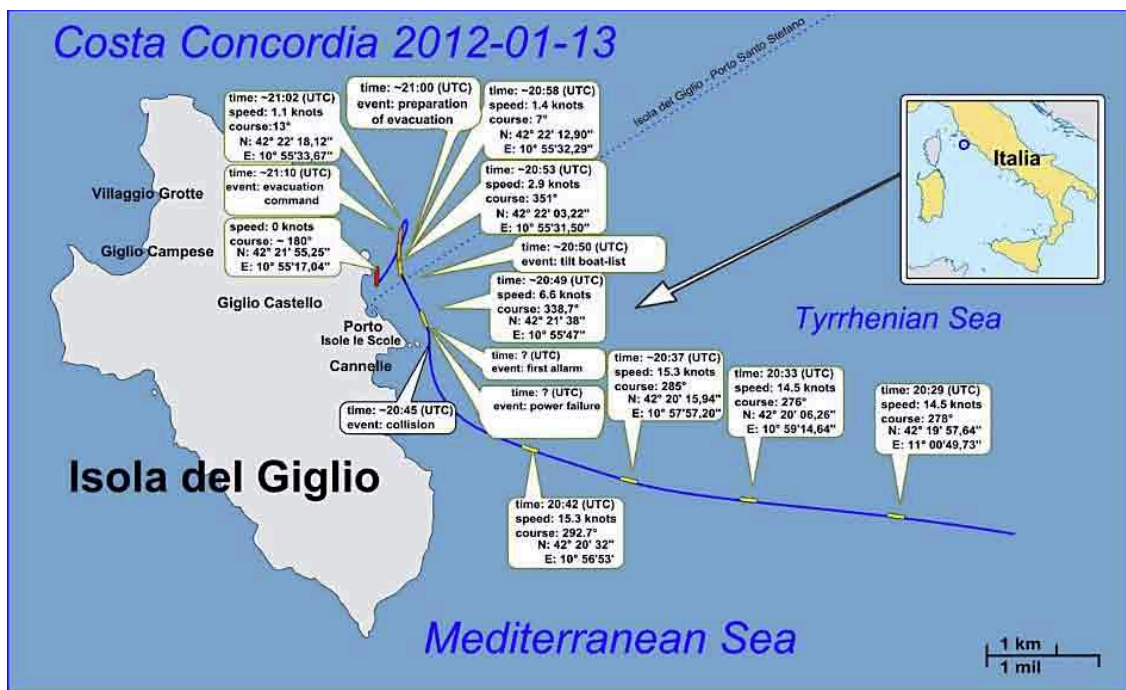 Costa Concordia 2012-01-13
time: ~21:02 (UTC)
speed: 1.1 knots
course:13°
N: 42° 22' 18,12"
E: 10° 55'33,67"
time: ~21:00 (UTC)
event: preparation
of evacuation
time: ~20:58 (UTC)
speed: 1.4 knots
course: 7°
N: 42° 22' 12,90"
E: 10° 55'32,29"
Isola del Giglio - Porto Santo Stefano
Italia
time: ~21:10 (UTC)
event: evacuation
command
time: ~20:53 (UTC)
speed: 2.9 knots
course: 351°
N: 42° 22' 03,22"
E: 10° 55'31,50"
Villaggio Grotte
speed: 0 knots
course: ~ 180°
N: 42° 21' 55,25"
E: 10° 55'17,04"
Giglio Campese
time: ~20:50 (UTC)
event: tilt boat-list
time: ~20:49 (UTC)
speed: 6.6 knots
course: 338,7°
N: 42° 21' 38"
E: 10° 55'47"
Giglio Castello
Porto
Isole le Scole
Cannelle
Tyrrhenian Sea
time: ? (UTC)
event: first allarm
time: ? (UTC)
event: power failure
time: ~20:37 (UTC)
speed: 15.3 knots
course: 285°
N: 42° 20' 15,94"
E: 10° 57'57,20"
time: 20:33 (UTC)
speed: 14.5 knots
course: 276°
N: 42° 20' 06,26"
E: 10° 59'14,64"
time: 20:29 (UTC)
speed: 14.5 knots
course: 278°
N: 42° 19' 57,64"
E: 11° 00'49,73"
time: ~20:45 (UTC)
event: collision
Isola del Giglio
time: 20:42 (UTC)
speed: 15.3 knots
course: 292.7°
N: 42° 20' 32"
E: 10° 56'53'
Mediterranean Sea
1 km
1 mil